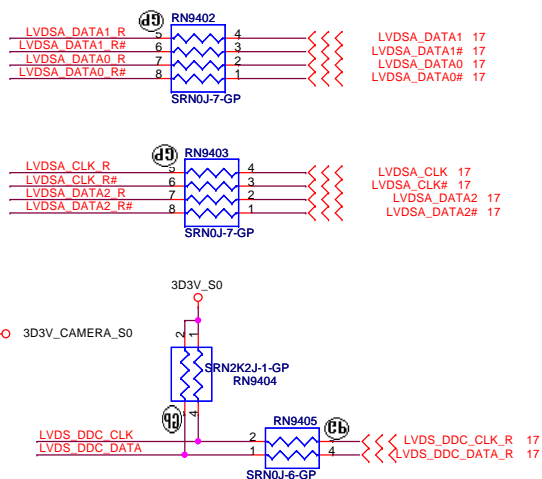 RN9402
LVDSA_DATA1_R 5 4 LVDSA_DATA1 17
LVDSA_DATA1_R# 6 3 LVDSA_DATA1# 17
LVDSA_DATA0_R 7 2 LVDSA_DATA0 17
LVDSA_DATA0_R# 8 1 LVDSA_DATA0# 17
SRN0J-7-GP
RN9403
LVDSA_CLK_R 5 4 LVDSA_CLK 17
LVDSA_CLK_R# 6 3 LVDSA_CLK# 17
LVDSA_DATA2_R 7 2 LVDSA_DATA2 17
LVDSA_DATA2_R# 8 1 LVDSA_DATA2# 17
SRN0J-7-GP
3D3V_S0
3D3V_CAMERA_S0
2 1
SRN2K2J-1-GP
RN9404
4
RN9405
LVDS_DDC_CLK 2 LVDS_DDC_CLK_R 17
LVDS_DDC_DATA 1 4 LVDS_DDC_DATA_R 17
SRN0J-6-GP